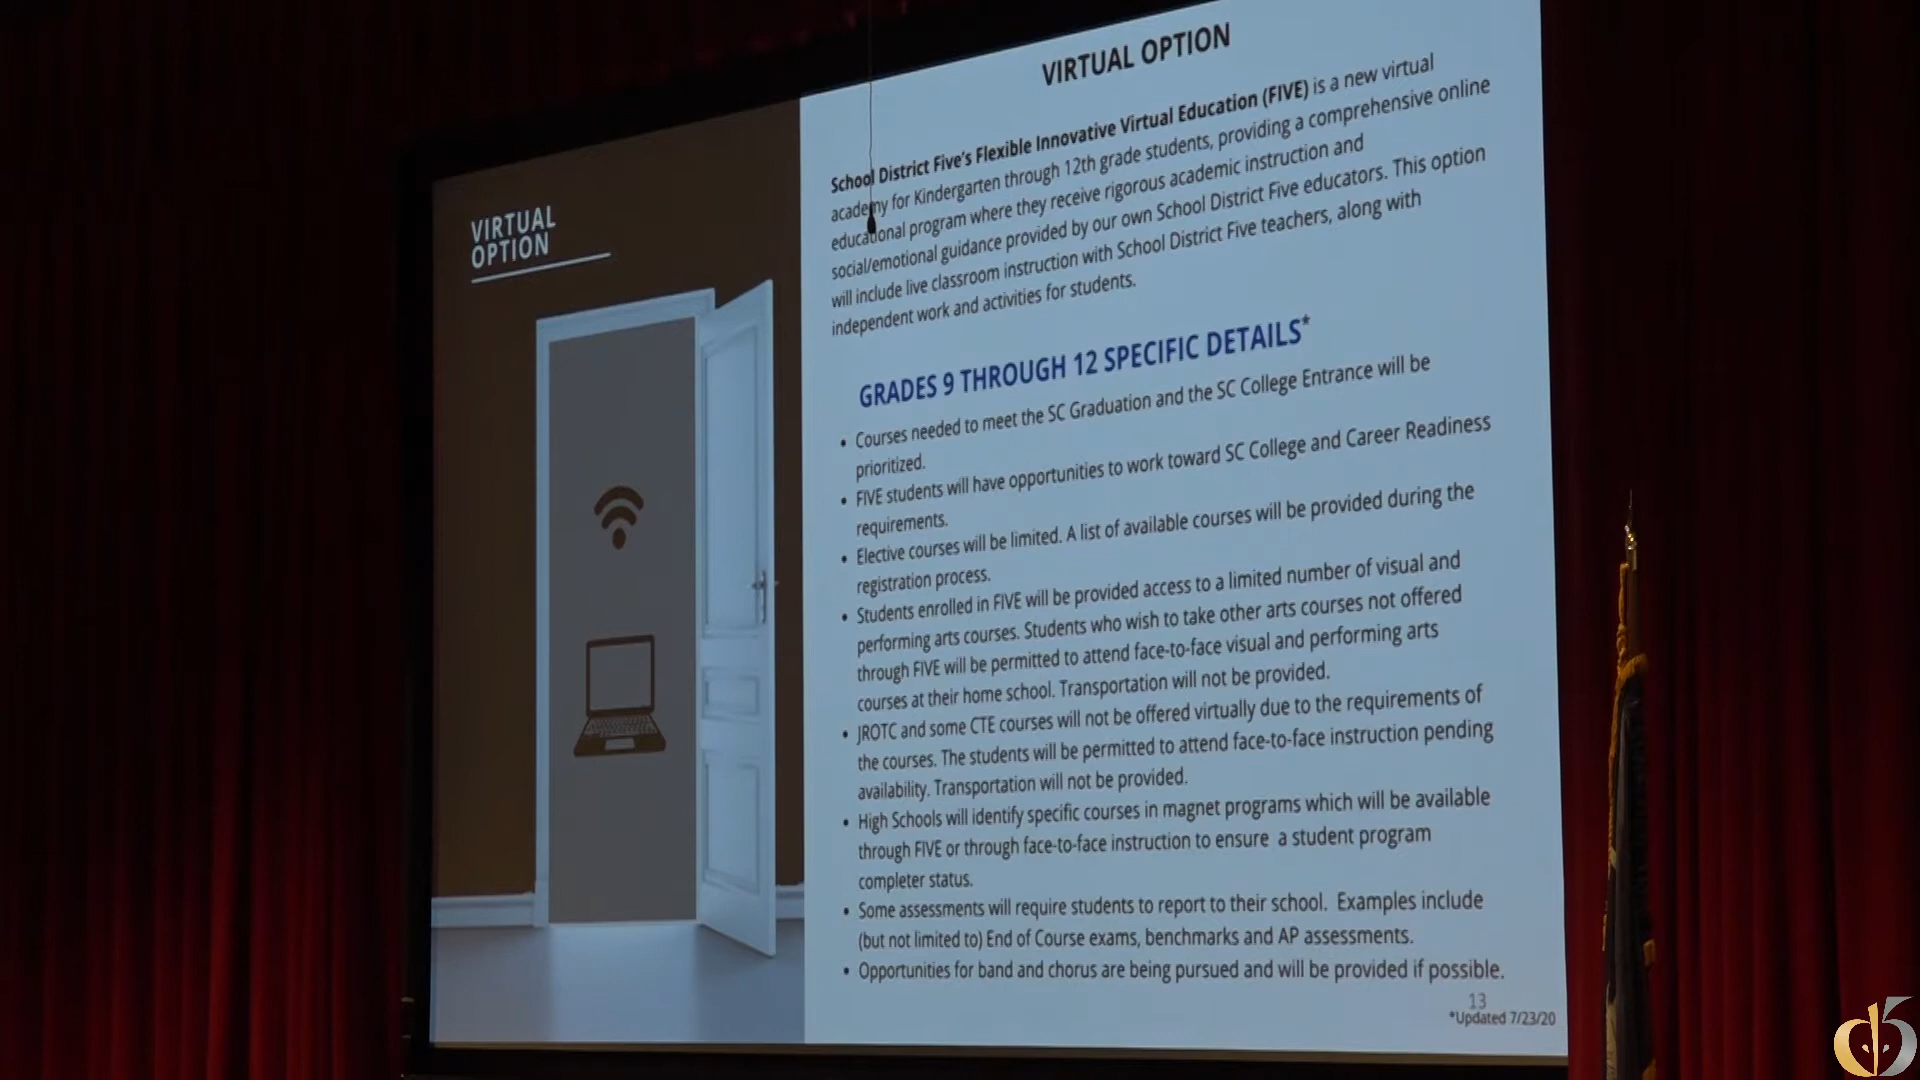 VIRTUAL
OPTION
VIRTUAL OPTION
School District Five's Flexible Innovative Virtual Education (FIVE) is a new virtual
academy for Kindergarten through 12th grade students, providing a comprehensive online
educational program where they receive rigorous academic instruction and
social/emotional guidance provided by our own School District Five educators. This option
will include live classroom instruction with School District Five teachers, along with
independent work and activities for students.
GRADES 9 THROUGH 12 SPECIFIC DETAILS*
• Courses needed to meet the SC Graduation and the SC College Entrance will be
prioritized.
• FIVE students will have opportunities to work toward SC College and Career Readiness
requirements.
• Elective courses will be limited. A list of available courses will be provided during the
registration process.
• Students enrolled in FIVE will be provided access to a limited number of visual and
performing arts courses. Students who wish to take other arts courses not offered
through FIVE will be permitted to attend face-to-face visual and performing arts
courses at their home school. Transportation will not be provided.
• JROTC and some CTE courses will not be offered virtually due to the requirements of
the courses. The students will be permitted to attend face-to-face instruction pending
availability. Transportation will not be provided.
• High Schools will identify specific courses in magnet programs which will be available
through FIVE or through face-to-face instruction to ensure a student program
completer status.
• Some assessments will require students to report to their school. Examples include
(but not limited to) End of Course exams, benchmarks and AP assessments.
• Opportunities for band and chorus are being pursued and will be provided if possible.
13
*Updated 7/23/20
d5